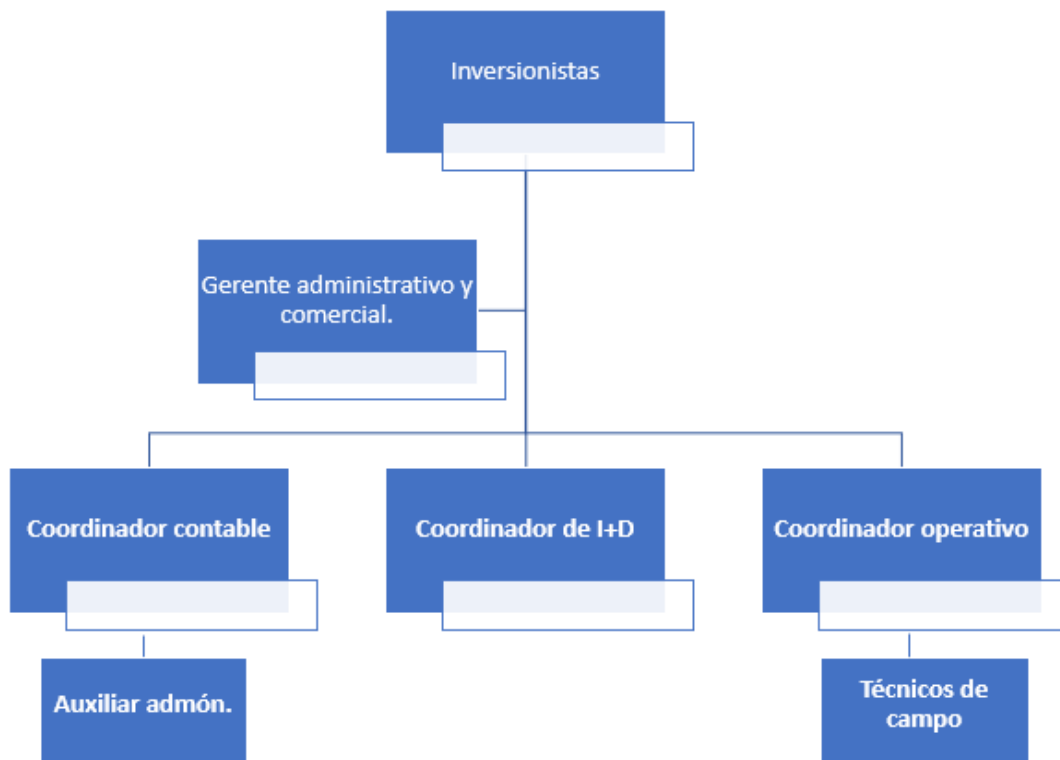 Inversionistas
Gerente administrativo y
comercial.
Coordinador contable
Coordinador de I+D
Coordinador operativo
Auxiliar admón.
Técnicos de
campo